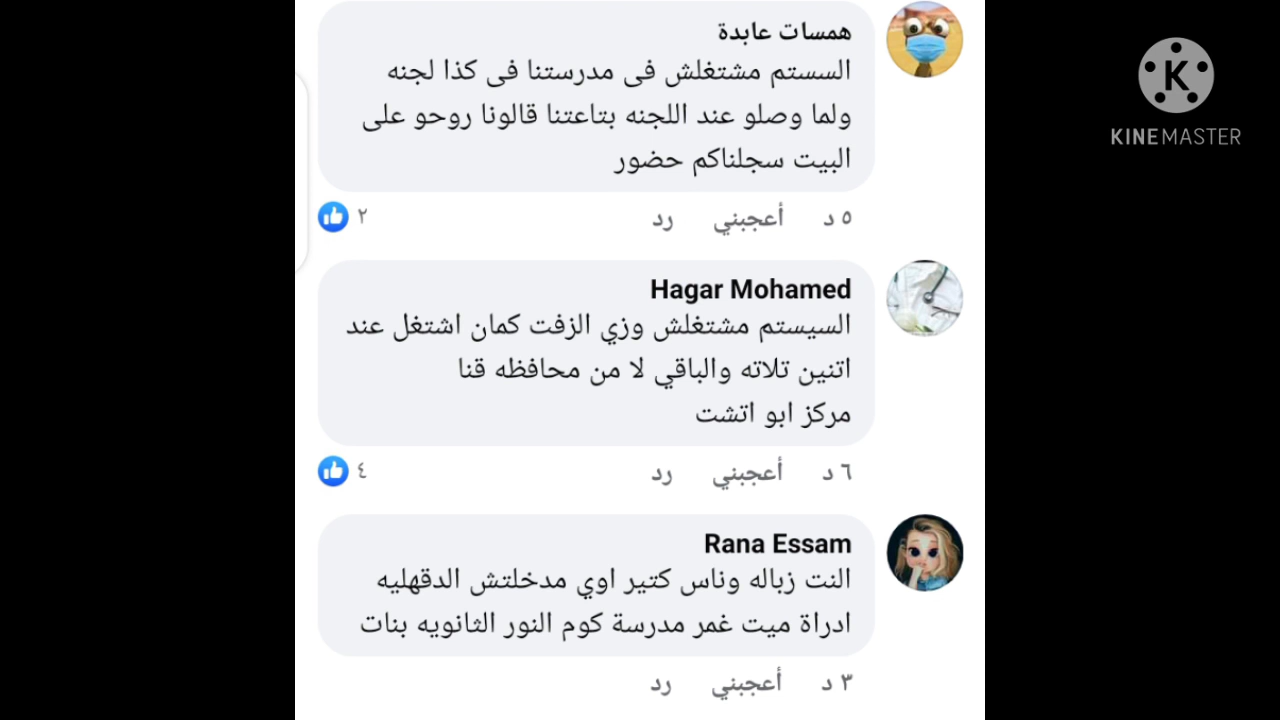 همسات عابدة
السستم مشتغلش فى مدرستنا فى كذا لجنه
ولما وصلو عند اللجنه بتاعتنا قالونا روحو على
البيت سجلناكم حضور
٥ د أعجبني رد ٢
Hagar Mohamed
السيستم مشتغلش وزي الزفت كمان اشتغل عند
اتنين تلاته والباقي لا من محافظه قنا
مركز ابو اتشت
٦ د أعجبني رد ٤
Rana Essam
النت زباله وناس كتير اوي مدخلتش الدقهليه
ادراة ميت غمر مدرسة كوم النور الثانويه بنات
٣ د أعجبني رد
K
KINEMASTER